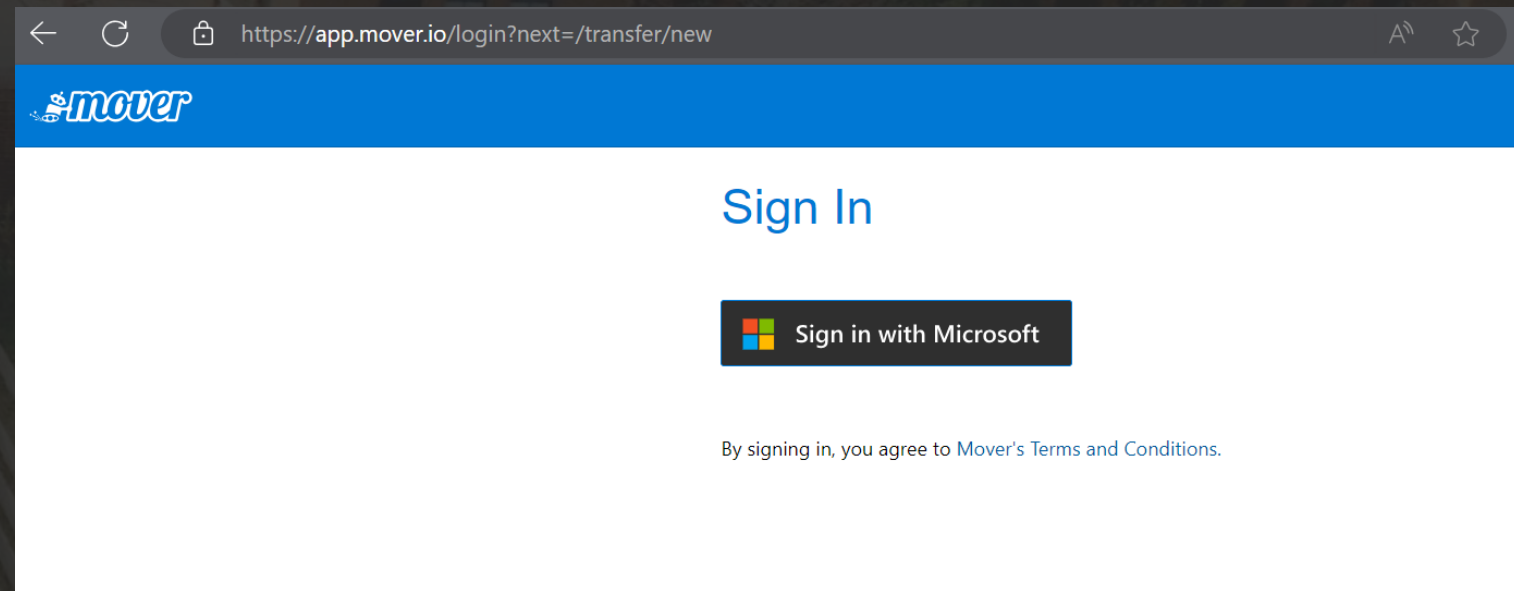 https://app.mover.io/login?next=/transfer/new
A
mover
Sign In
Sign in with Microsoft
By signing in, you agree to Mover's Terms and Conditions.